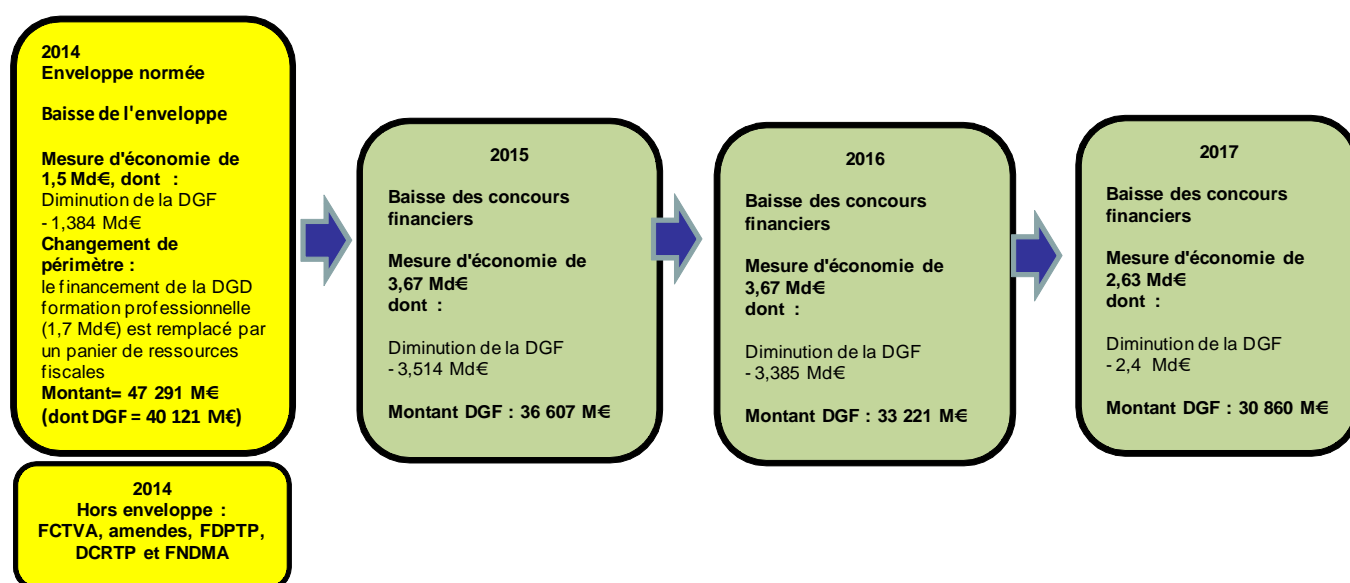 2014
Enveloppe normée
Baisse de l'enveloppe
Mesure d'économie de
1,5 Md€, dont :
Diminution de la DGF
- 1,384 Md€
Changement de
périmètre :
le financement de la DGD
formation professionnelle
(1,7 Md€) est remplacé par
un panier de ressources
fiscales
Montant= 47 291 M€
(dont DGF = 40 121 M€)
2014
Hors enveloppe :
FCTVA, amendes, FDPTP,
DCRTP et FNDMA
2015
Baisse des concours
financiers
Mesure d'économie de
3,67 Md€
dont :
Diminution de la DGF
- 3,514 Md€
Montant DGF : 36 607 M€
2016
Baisse des concours
financiers
Mesure d'économie de
3,67 Md€
dont :
Diminution de la DGF
- 3,385 Md€
Montant DGF : 33 221 M€
2017
Baisse des concours
financiers
Mesure d'économie de
2,63 Md€
dont :
Diminution de la DGF
- 2,4 Md€
Montant DGF : 30 860 M€